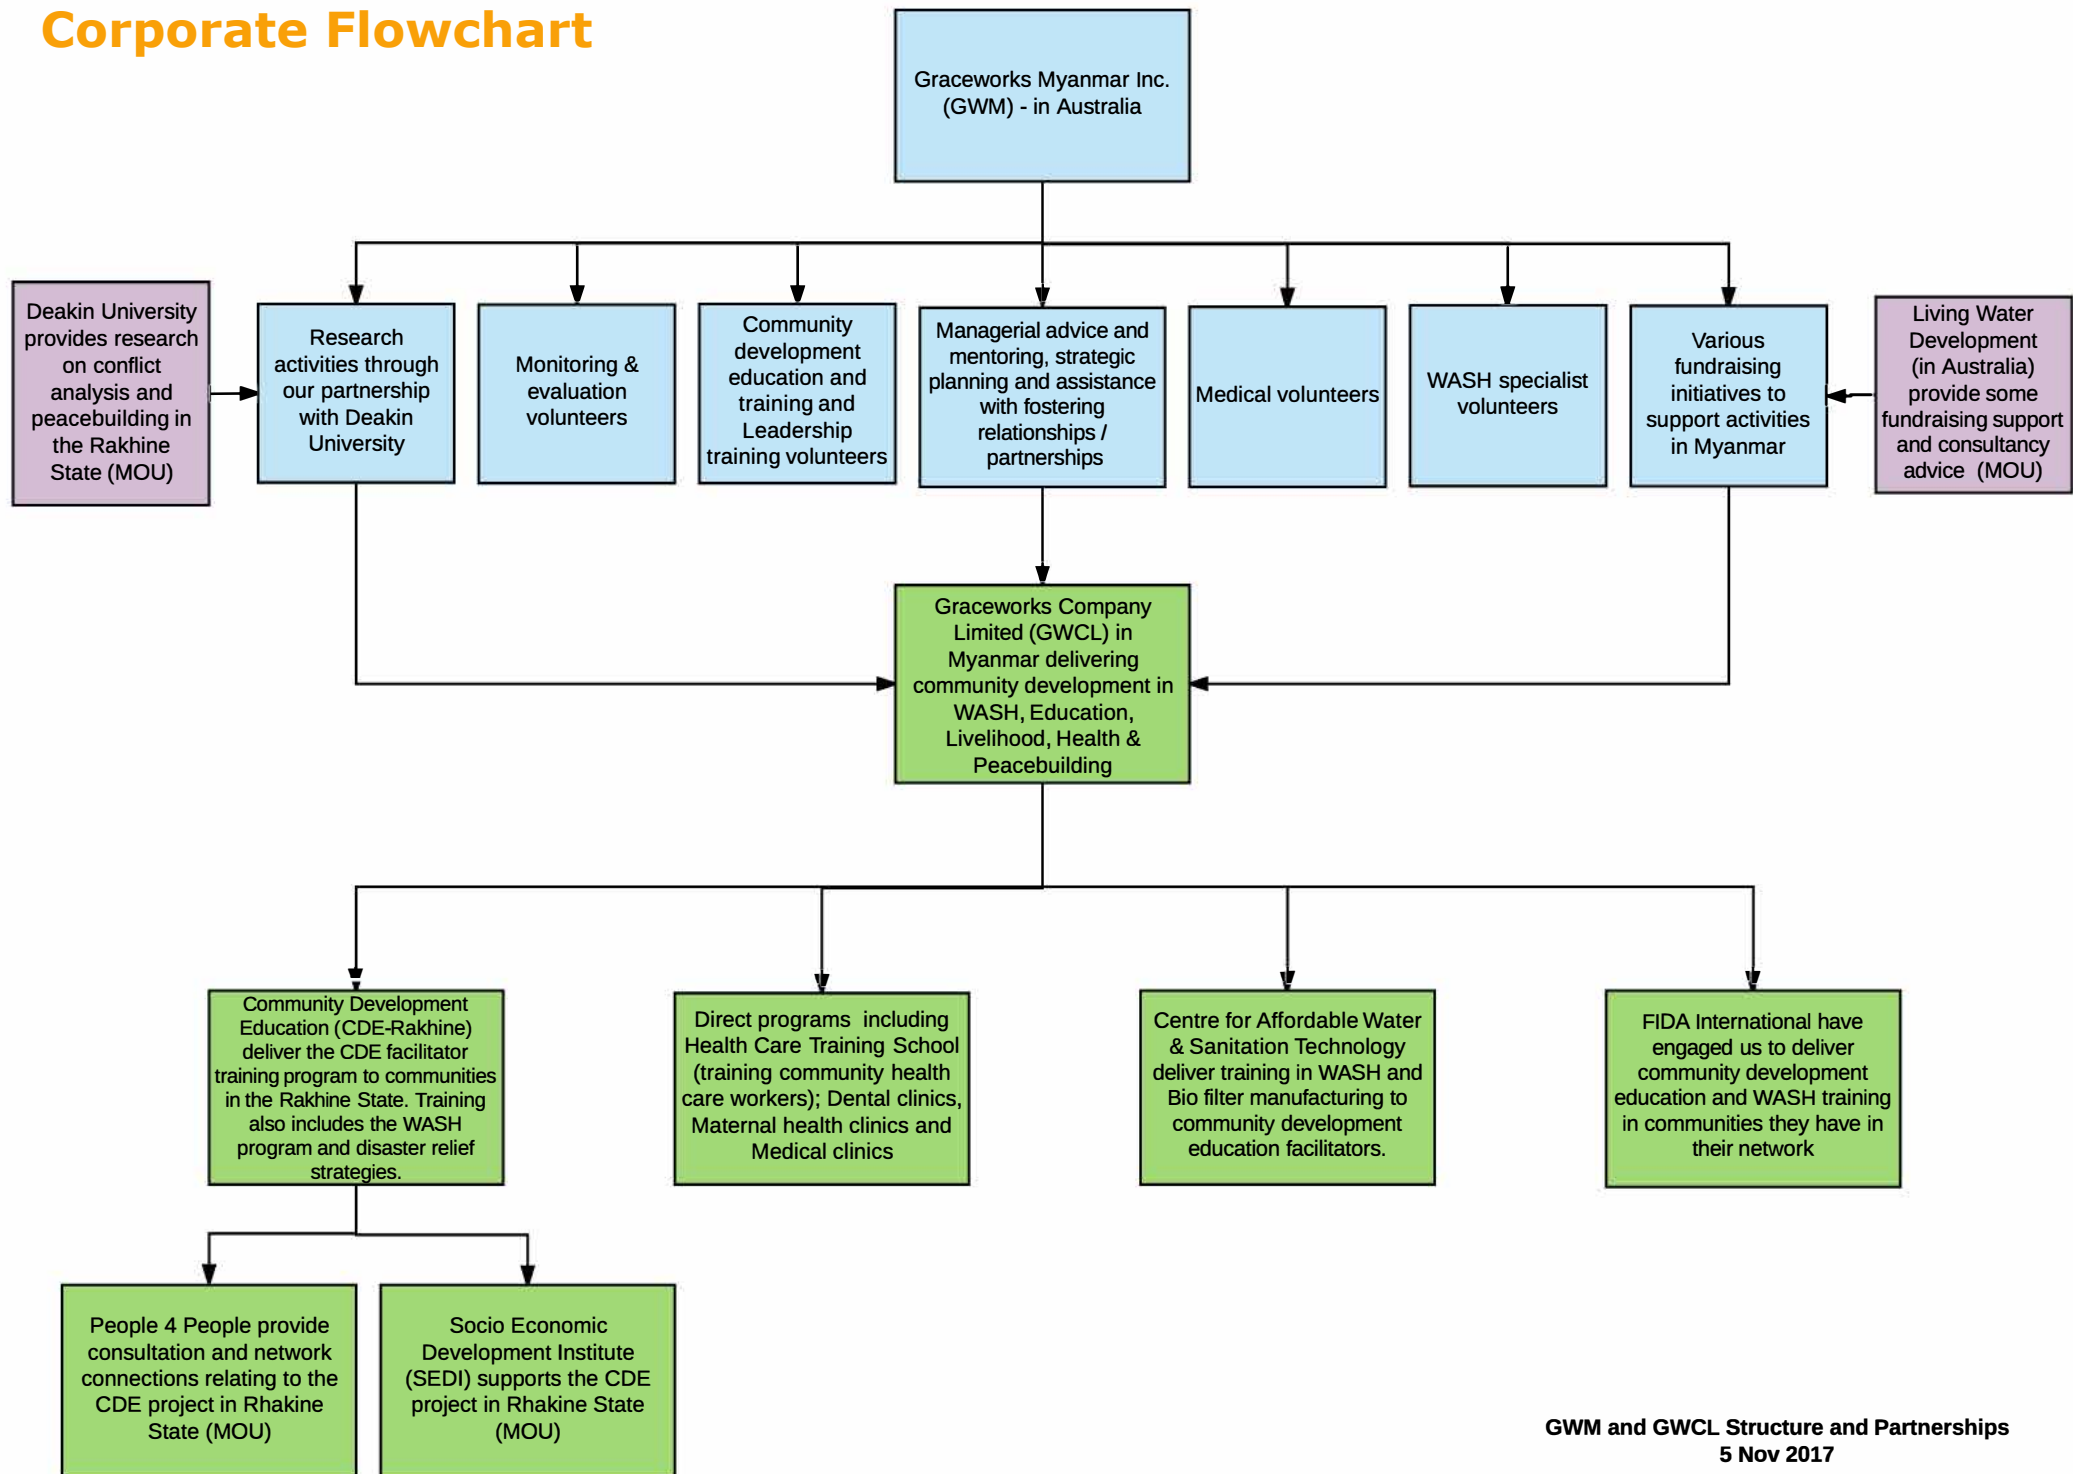 Corporate Flowchart
Graceworks Myanmar Inc.
(GWM) - in Australia
Deakin University
provides research
on conflict
analysis and
peacebuilding in
the Rakhine
State (MOU)
Research
activities through
our partnership
with Deakin
University
Monitoring &
evaluation
volunteers
Community
development
education and
training and
Leadership
training volunteers
Managerial advice and
mentoring, strategic
planning and assistance
with fostering
relationships /
partnerships
Medical volunteers
WASH specialist
volunteers
Various
fundraising
initiatives to
support activities
in Myanmar
Living Water
Development
(in Australia)
provide some
fundraising support
and consultancy
advice (MOU)
Graceworks Company
Limited (GWCL) in
Myanmar delivering
community development in
WASH, Education,
Livelihood, Health &
Peacebuilding
Community Development
Education (CDE-Rakhine)
deliver the CDE facilitator
training program to communities
in the Rakhine State. Training
also includes the WASH
program and disaster relief
strategies.
Direct programs including
Health Care Training School
(training community health
care workers); Dental clinics,
Maternal health clinics and
Medical clinics
Centre for Affordable Water
& Sanitation Technology
deliver training in WASH and
Bio filter manufacturing to
community development
education facilitators.
FIDA International have
engaged us to deliver
community development
education and WASH training
in communities they have in
their network
People 4 People provide
consultation and network
connections relating to the
CDE project in Rhakine
State (MOU)
Socio Economic
Development Institute
(SEDI) supports the CDE
project in Rhakine State
(MOU)
GWM and GWCL Structure and Partnerships
5 Nov 2017